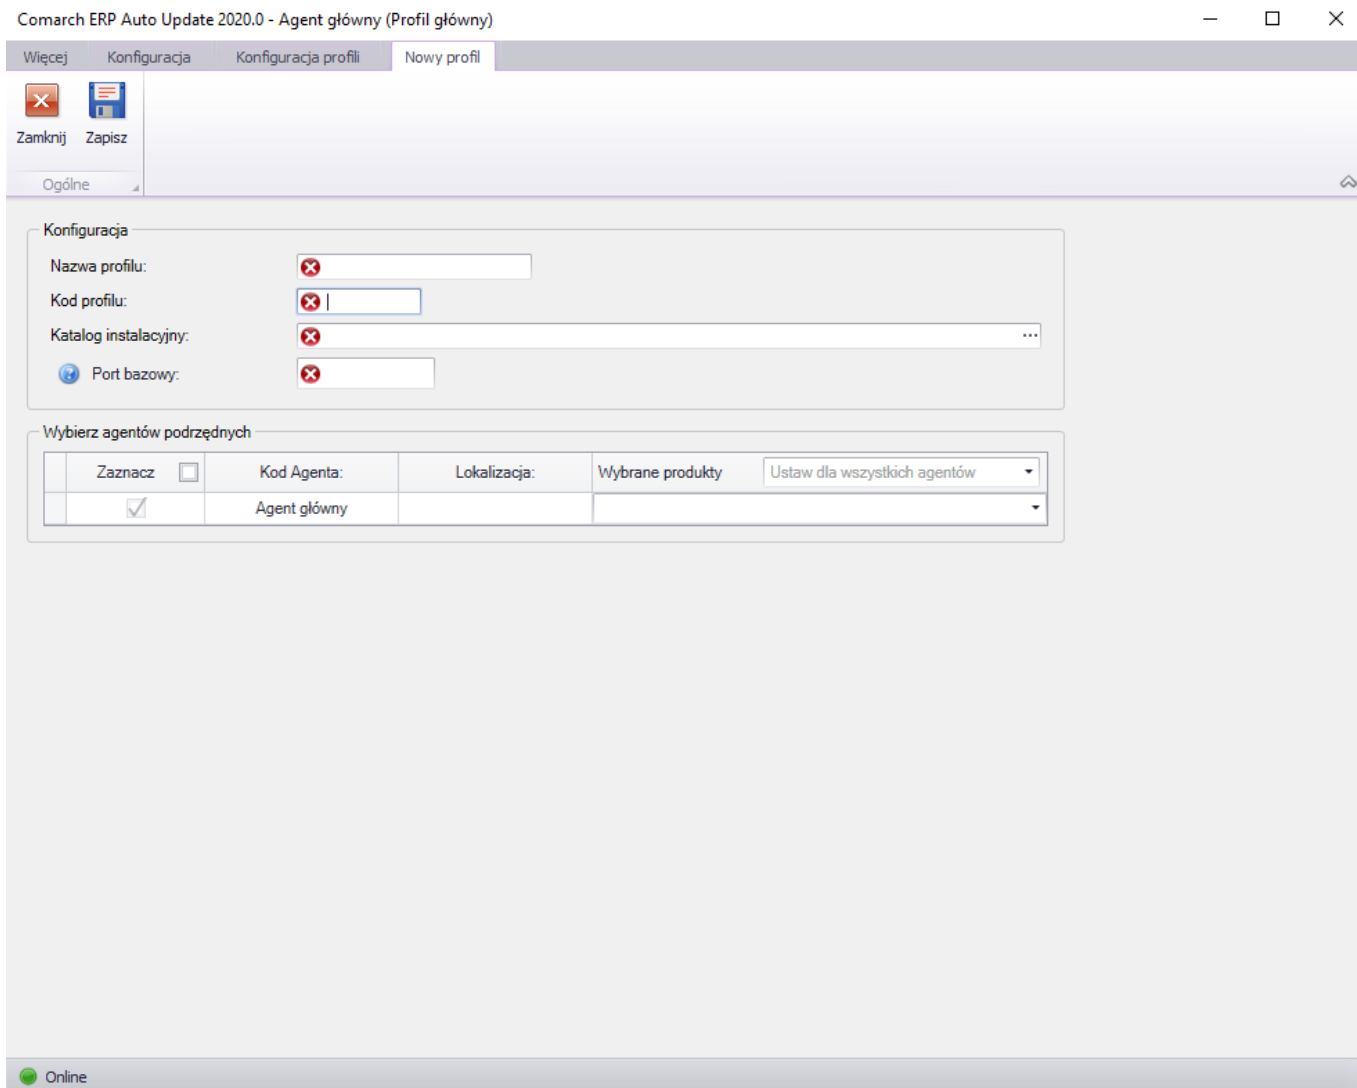 Comarch ERP Auto Update 2020.0 - Agent główny (Profil główny)
Więcej Konfiguracja Konfiguracja profili Nowy profil
Zamknij Zapisz
Ogólne
Konfiguracja
Nazwa profilu:
Kod profilu:
Katalog instalacyjny:
Port bazowy:
Wybierz agentów podrzędnych
Zaznacz Kod Agenta: Lokalizacja: Wybrane produkty Ustaw dla wszystkich agentów
Agent główny
Online